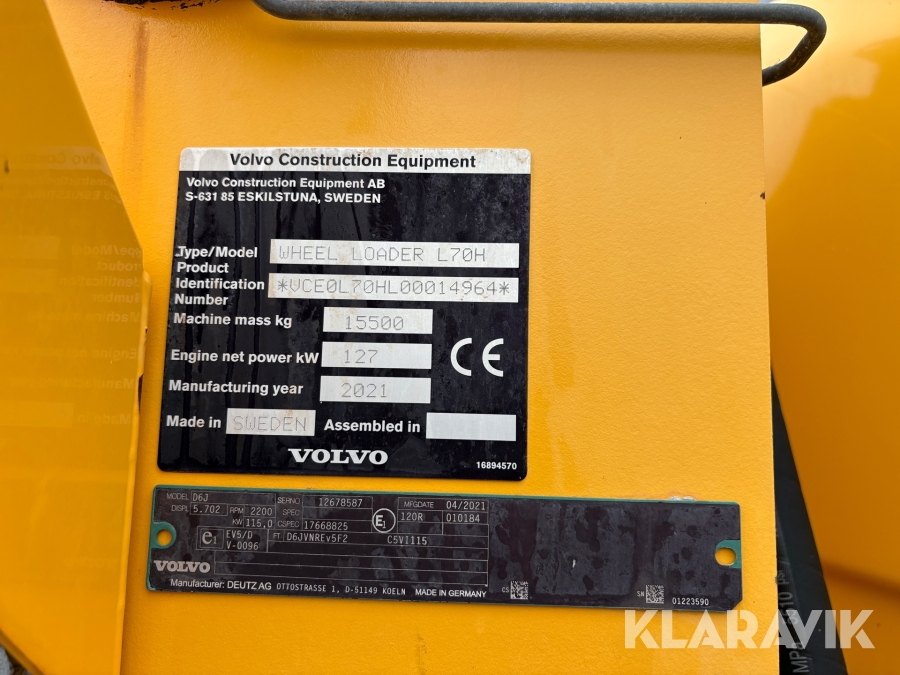 Volvo Construction Equipment
Volvo Construction Equipment AB
S-631 85 ESKILSTUNA, SWEDEN
Type/Model WHEEL LOADER L70H
Product
Identification *VCE0L70HL00014964*
Number
Machine mass kg 15500
Engine net power kW 127
CE
Manufacturing year 2021
Made in SWEDEN Assembled in
VOLVO
16894570
MODEL D6J SERNO 12678587 MFGDATE 04/2021
DISPL 5.702 RPM 2200 SPEC E1 120R 010184
KW 115,0 CSPEC 17668825
e1 EV5/D FT D6JVNREv5F2 C5VI115
V-0096
VOLVO
Manufacturer: DEUTZ AG OTTOSTRASSE 1, D-51149 KOELN MADE IN GERMANY
CS SN 01223590
KLARAVIK